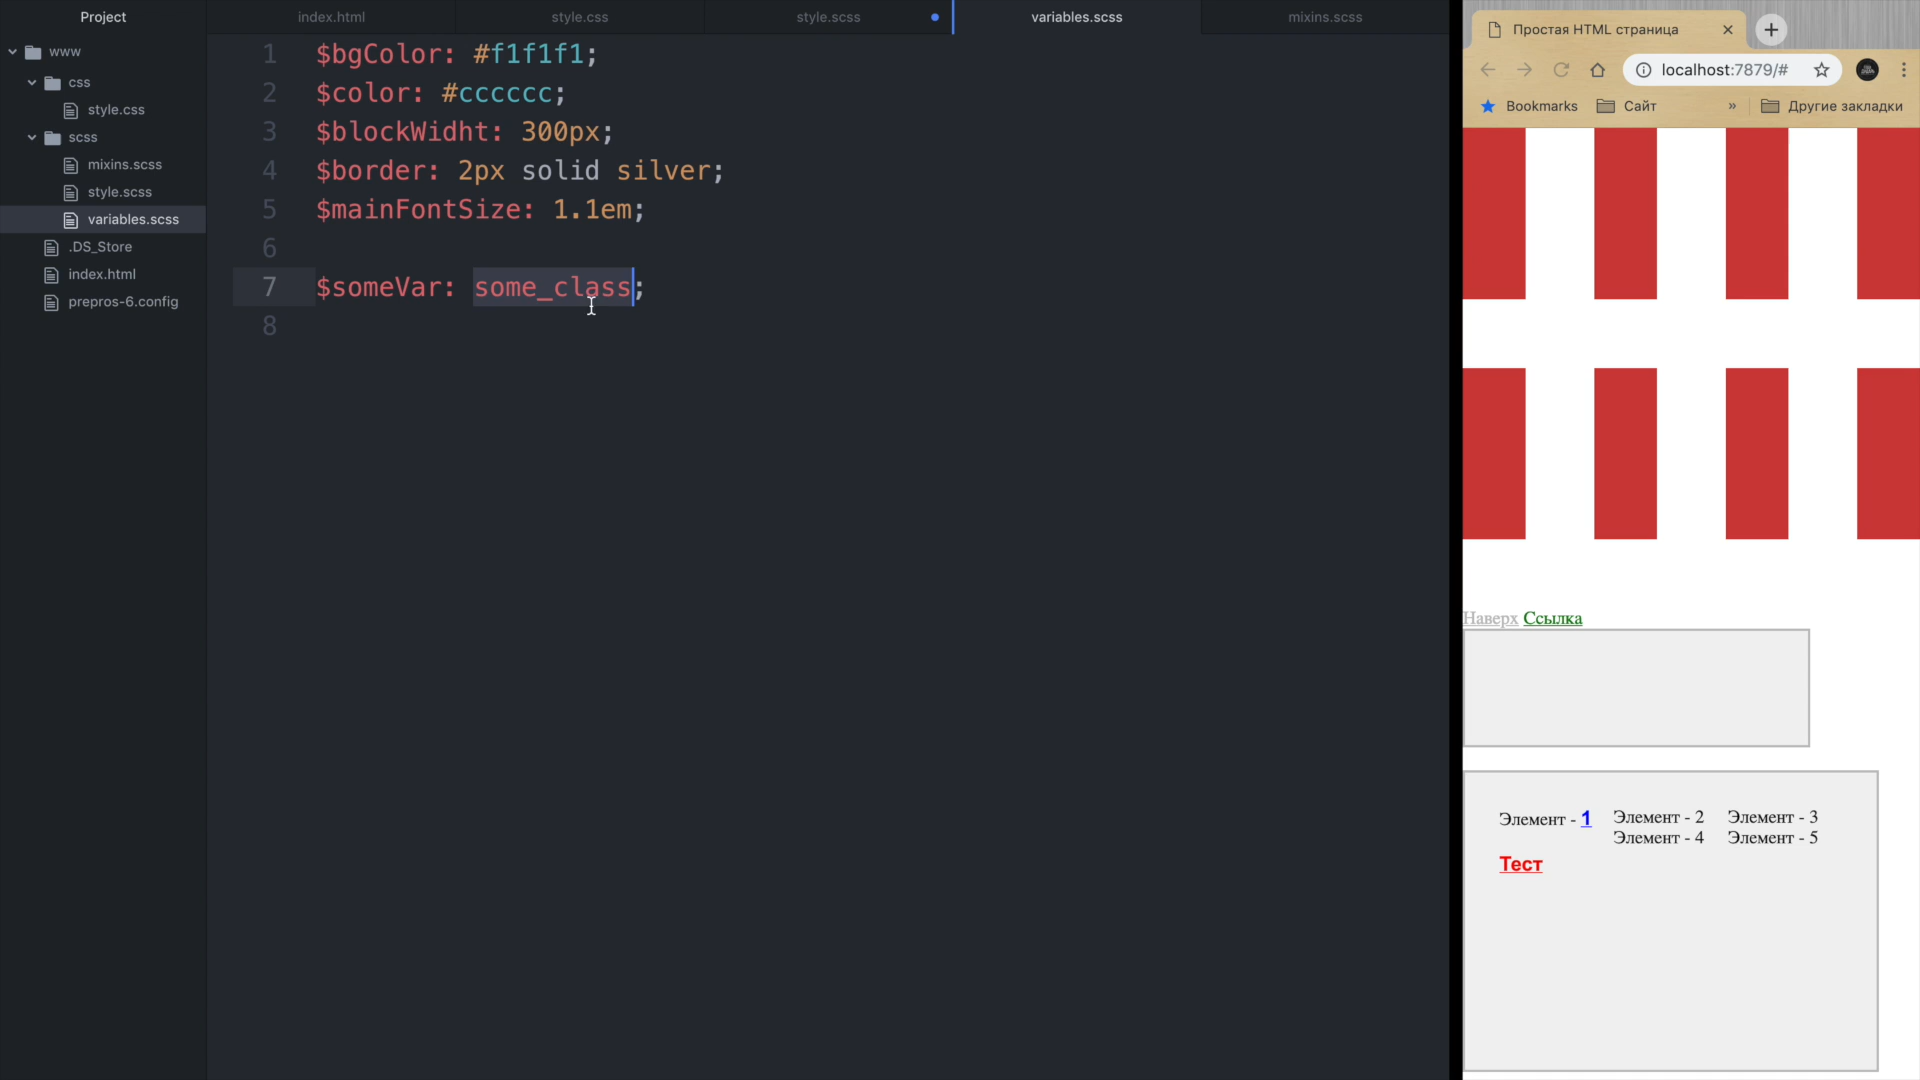 Project
www
css
style.css
scss
mixins.scss
style.scss
variables.scss
.DS_Store
index.html
prepros-6.config
index.html
style.css
style.scss
variables.scss
mixins.scss
1 $bgColor: #f1f1f1;
2 $color: #cccccc;
3 $blockWidht: 300px;
4 $border: 2px solid silver;
5 $mainFontSize: 1.1em;
6
7 $someVar: some_class;
8
Простая HTML страница
localhost:7879/#
Bookmarks Сайт » Другие закладки
Наверх Ссылка
Элемент - 1 Элемент - 2 Элемент - 3
Элемент - 4 Элемент - 5
Тест